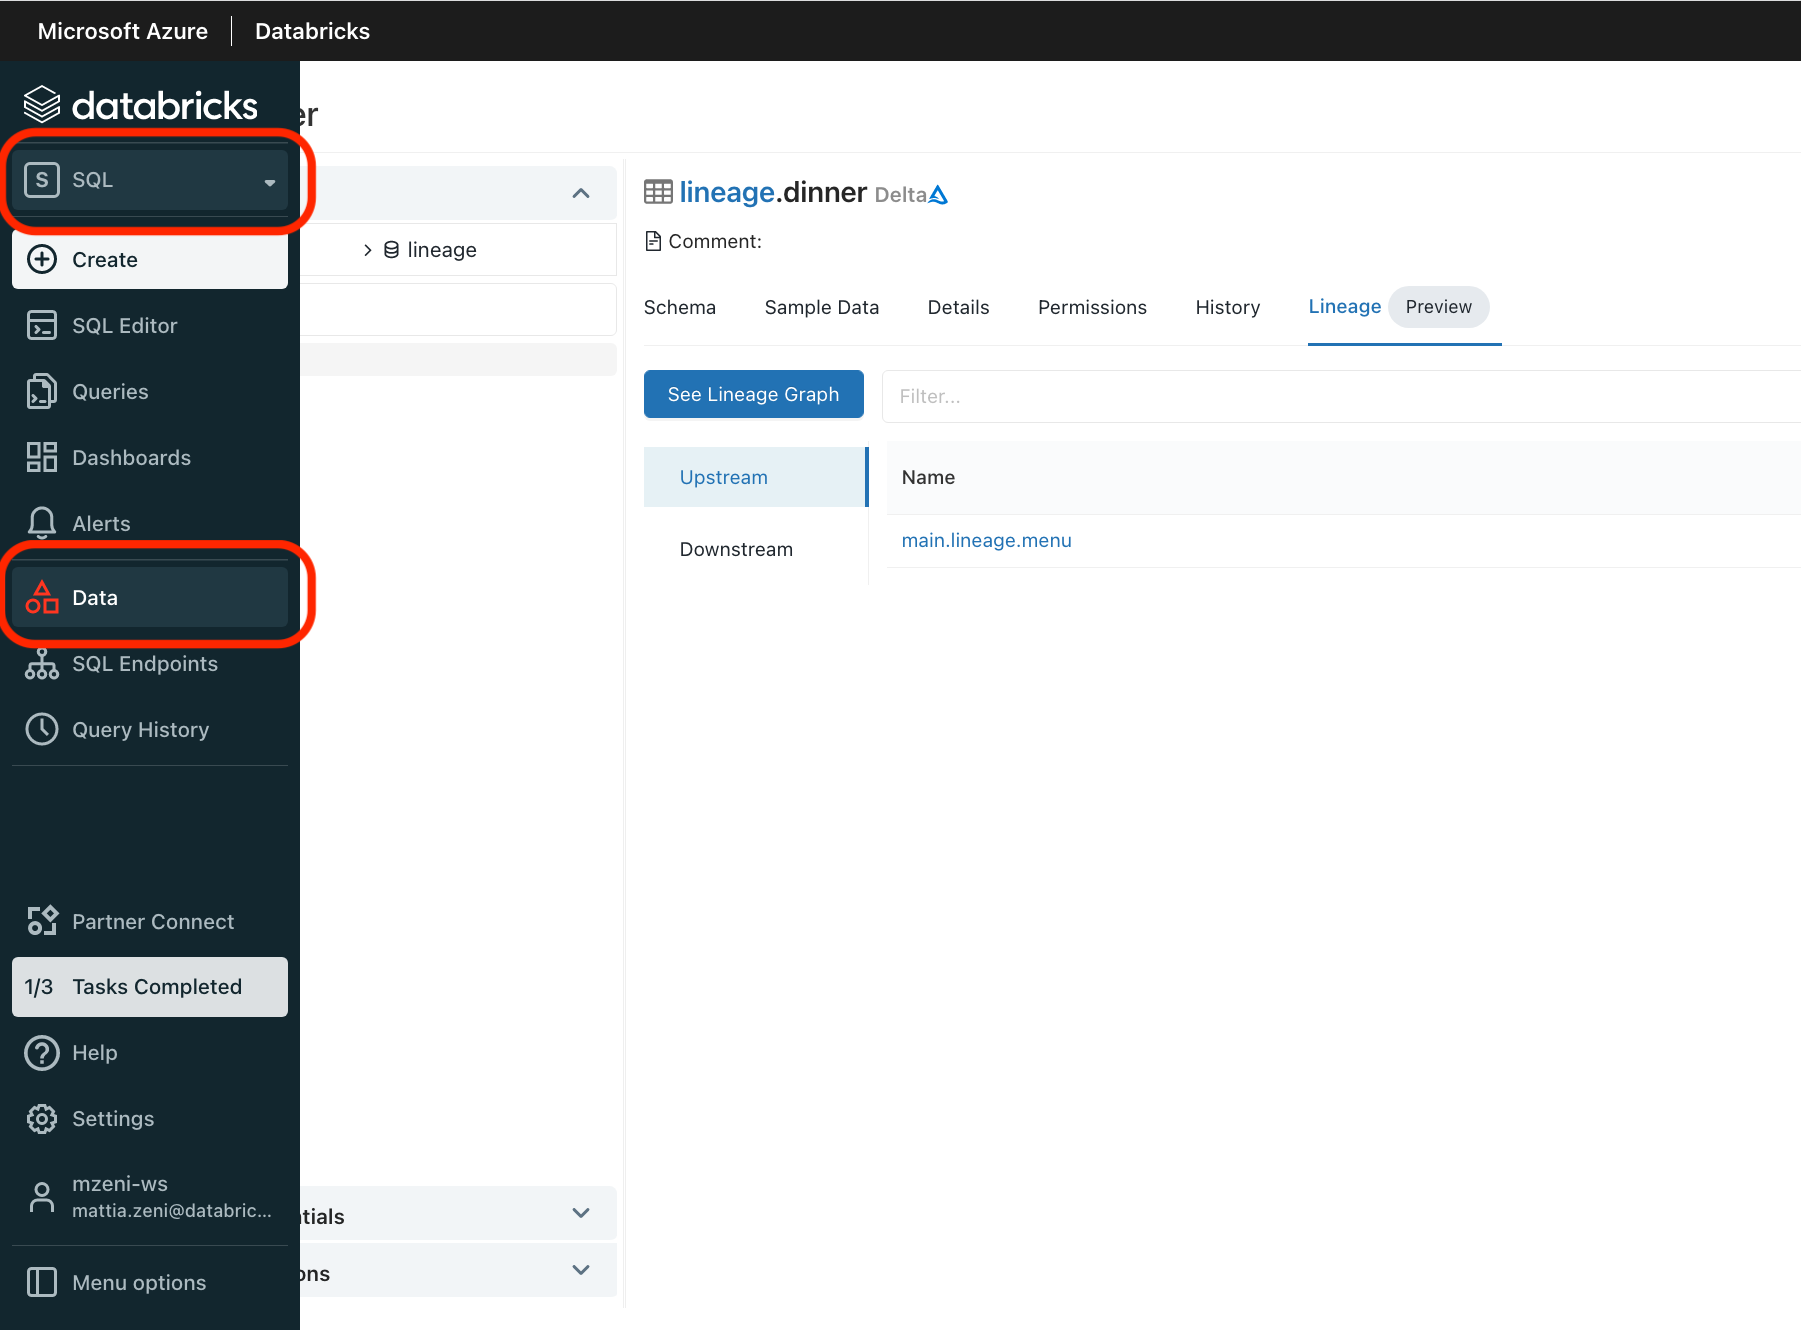 Microsoft Azure | Databricks
databricks
S SQL
Create
SQL Editor
Queries
Dashboards
Alerts
Data
SQL Endpoints
Query History
Partner Connect
1/3 Tasks Completed
Help
Settings
mzeni-ws
mattia.zeni@databric...
Menu options
er
lineage
tials
ons
lineage.dinner Delta
Comment:
Schema Sample Data Details Permissions History Lineage Preview
See Lineage Graph Filter...
Upstream Name
main.lineage.menu
Downstream